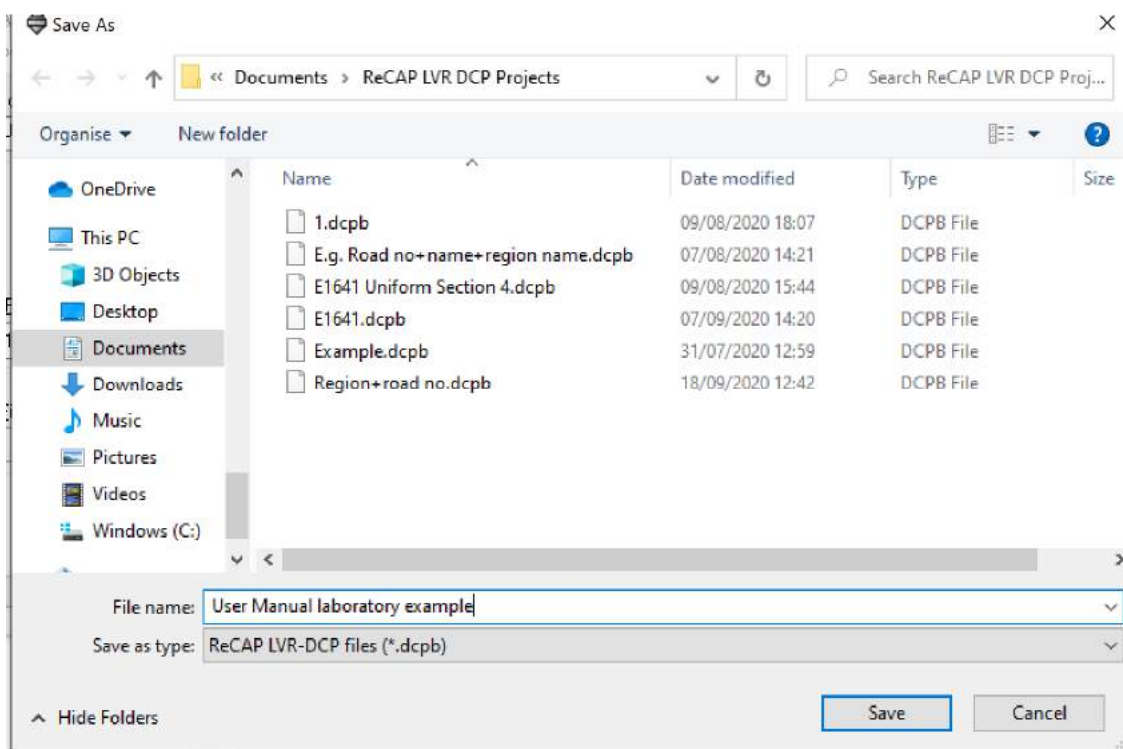 Save As
« Documents › ReCAP LVR DCP Projects
Search ReCAP LVR DCP Proj...
Organise
New folder
OneDrive
This PC
3D Objects
Desktop
Documents
Downloads
Music
Pictures
Videos
Windows (C:)
Name Date modified Type Size
1.dcpb 09/08/2020 18:07 DCPB File
E.g. Road no+name+region name.dcpb 07/08/2020 14:21 DCPB File
E1641 Uniform Section 4.dcpb 09/08/2020 15:44 DCPB File
E1641.dcpb 07/09/2020 14:20 DCPB File
Example.dcpb 31/07/2020 12:59 DCPB File
Region+road no.dcpb 18/09/2020 12:42 DCPB File
File name: User Manual laboratory example
Save as type: ReCAP LVR-DCP files (*.dcpb)
Hide Folders
Save
Cancel